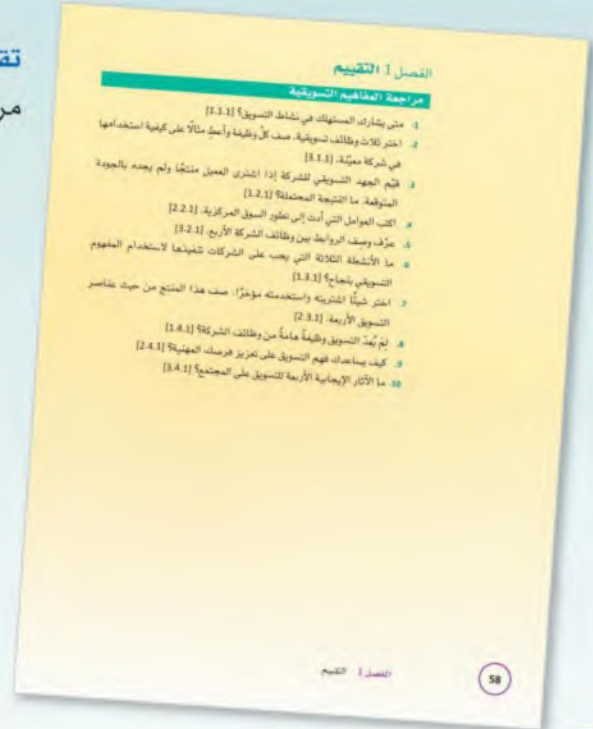 تق
مر
الفصل 1 التقييم
مراجعة المفاهيم التسويقية
1. متى يشارك المستهلك في نشاط التسويق؟ [1.1.1]
2. اختر ثلاث وظائف تسويقية. صف كلّ وظيفة وأعطِ مثالًا على كيفية استخدامها
في شركة معيّنة. [3.1.1]
3. قيّم الجهد التسويقي للشركة إذا اشترى العميل منتجًا ولم يجده بالجودة
المتوقعة. ما النتيجة المحتملة؟ [1.2.1]
4. اكتب العوامل التي أدت إلى تطور السوق المركزية. [2.2.1]
5. عرّف وصِف الروابط بين وظائف الشركة الأربع. [3.2.1]
6. ما الأنشطة الثلاثة التي يجب على الشركات تنفيذها لاستخدام المفهوم
التسويقي بنجاح؟ [1.3.1]
7. اختر شيئًا اشتريته واستخدمته مؤخرًا. صف هذا المنتج من حيث عناصر
التسويق الأربعة. [2.3.1]
8. لِمَ يُعدّ التسويق وظيفةً هامةً من وظائف الشركة؟ [1.4.1]
9. كيف يساعدك فهم التسويق على تعزيز فرصك المهنية؟ [2.4.1]
10. ما الآثار الإيجابية الأربعة للتسويق على المجتمع؟ [3.4.1]
الفصل 1 التقييم
58